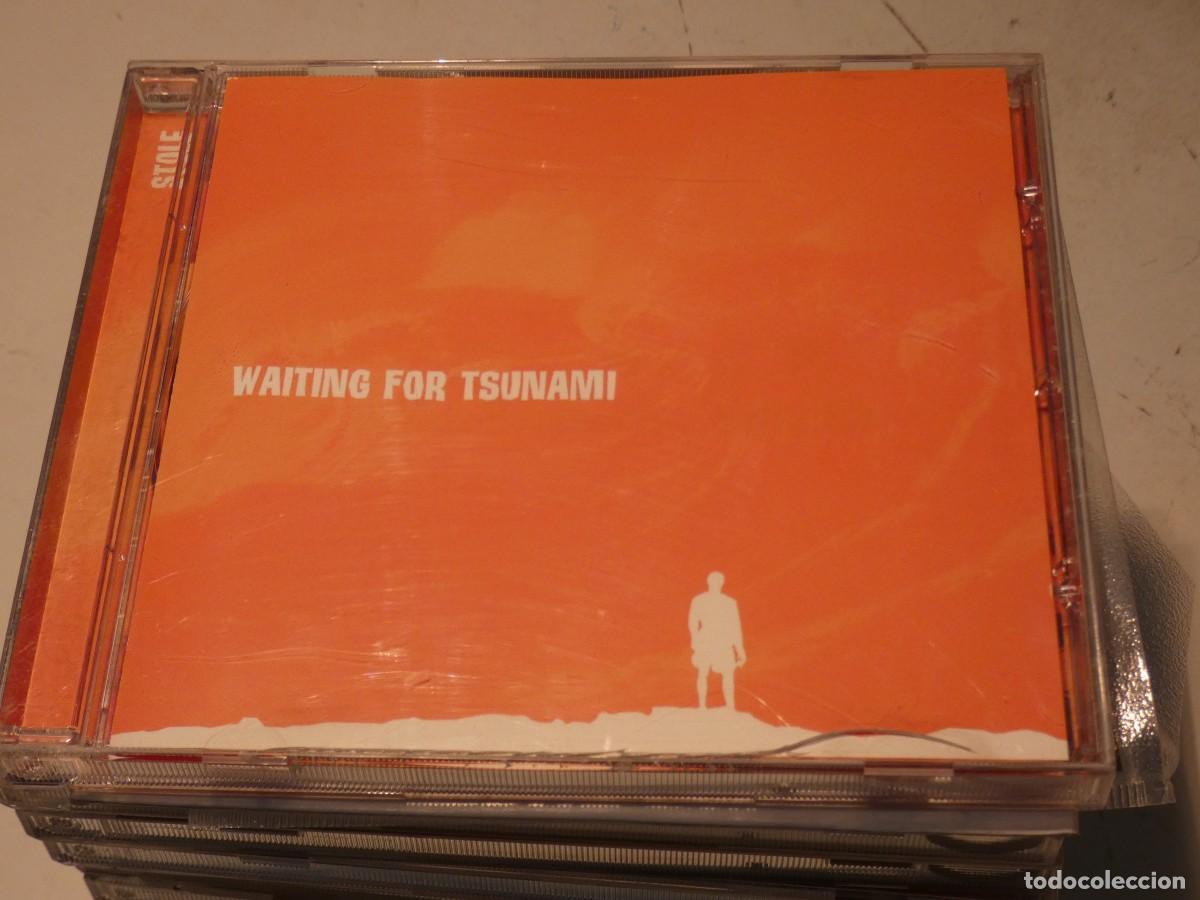 STOLE
WAITING FOR TSUNAMI
todocoleccion